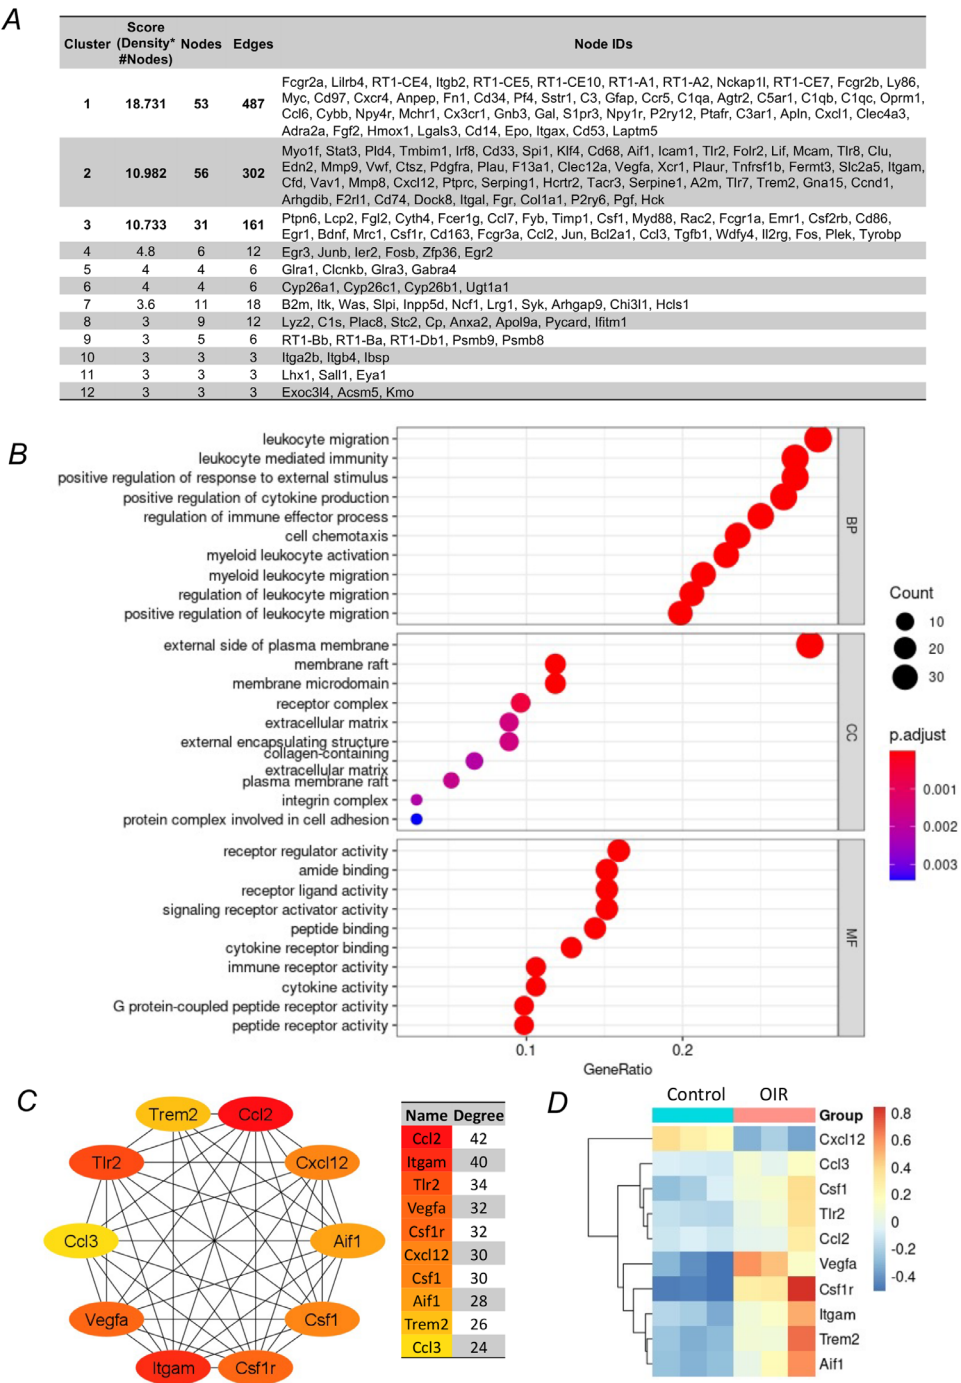 A
Cluster Score (Density* #Nodes) Nodes Edges Node IDs
1 18.731 53 487
Fcgr2a, Lilrb4, RT1-CE4, Itgb2, RT1-CE5, RT1-CE10, RT1-A1, RT1-A2, Nckap1l, RT1-CE7, Fcgr2b, Ly86,
Myc, Cd97, Cxcr4, Anpep, Fn1, Cd34, Pf4, Sstr1, C3, Gfap, Ccr5, C1qa, Agtr2, C5ar1, C1qb, C1qc, Oprm1,
Ccl6, Cybb, Npy4r, Mchr1, Cx3cr1, Gnb3, Gal, S1pr3, Npy1r, P2ry12, Ptafr, C3ar1, Apln, Cxcl1, Clec4a3,
Adra2a, Fgf2, Hmox1, Lgals3, Cd14, Epo, Itgax, Cd53, Laptm5
2 10.982 56 302
Myo1f, Stat3, Pld4, Tmbim1, Irf8, Cd33, Spi1, Klf4, Cd68, Aif1, Icam1, Tlr2, Folr2, Lif, Mcam, Tlr8, Clu,
Edn2, Mmp9, Vwf, Ctsz, Pdgfra, Plau, F13a1, Clec12a, Vegfa, Xcr1, Plaur, Tnfrsf1b, Fermt3, Slc2a5, Itgam,
Cfd, Vav1, Mmp8, Cxcl12, Ptprc, Serping1, Hcrtr2, Tacr3, Serpine1, A2m, Tlr7, Trem2, Gna15, Ccnd1,
Arhgdib, F2rl1, Cd74, Dock8, Itgal, Fgr, Col1a1, P2ry6, Pgf, Hck
3 10.733 31 161
Ptpn6, Lcp2, Fgl2, Cyth4, Fcer1g, Ccl7, Fyb, Timp1, Csf1, Myd88, Rac2, Fcgr1a, Emr1, Csf2rb, Cd86,
Egr1, Bdnf, Mrc1, Csf1r, Cd163, Fcgr3a, Ccl2, Jun, Bcl2a1, Ccl3, Tgfb1, Wdfy4, Il2rg, Fos, Plek, Tyrobp
4 4.8 6 12 Egr3, Junb, Ier2, Fosb, Zfp36, Egr2
5 4 4 6 Glra1, Clcnkb, Glra3, Gabra4
6 4 4 6 Cyp26a1, Cyp26c1, Cyp26b1, Ugt1a1
7 3.6 11 18 B2m, Itk, Was, Slpi, Inpp5d, Ncf1, Lrg1, Syk, Arhgap9, Chi3l1, Hcls1
8 3 9 12 Lyz2, C1s, Plac8, Stc2, Cp, Anxa2, Apol9a, Pycard, Ifitm1
9 3 5 6 RT1-Bb, RT1-Ba, RT1-Db1, Psmb9, Psmb8
10 3 3 3 Itga2b, Itgb4, Ibsp
11 3 3 3 Lhx1, Sall1, Eya1
12 3 3 3 Exoc3l4, Acsm5, Kmo
B
leukocyte migration
leukocyte mediated immunity
positive regulation of response to external stimulus
positive regulation of cytokine production
regulation of immune effector process
cell chemotaxis
myeloid leukocyte activation
myeloid leukocyte migration
regulation of leukocyte migration
positive regulation of leukocyte migration
BP
external side of plasma membrane
membrane raft
membrane microdomain
receptor complex
extracellular matrix
external encapsulating structure
collagen-containing
extracellular matrix
plasma membrane raft
integrin complex
protein complex involved in cell adhesion
CC
receptor regulator activity
amide binding
receptor ligand activity
signaling receptor activator activity
peptide binding
cytokine receptor binding
immune receptor activity
cytokine activity
G protein-coupled peptide receptor activity
peptide receptor activity
MF
0.1 0.2
GeneRatio
Count
10
20
30
p.adjust
0.001
0.002
0.003
C
Trem2 Ccl2
Tlr2 Cxcl12
Ccl3 Aif1
Vegfa Csf1
Itgam Csf1r
Name Degree
Ccl2 42
Itgam 40
Tlr2 34
Vegfa 32
Csf1r 32
Cxcl12 30
Csf1 30
Aif1 28
Trem2 26
Ccl3 24
D
Control OIR
Group
Cxcl12
Ccl3
Csf1
Tlr2
Ccl2
Vegfa
Csf1r
Itgam
Trem2
Aif1
0.8
0.6
0.4
0.2
0
-0.2
-0.4